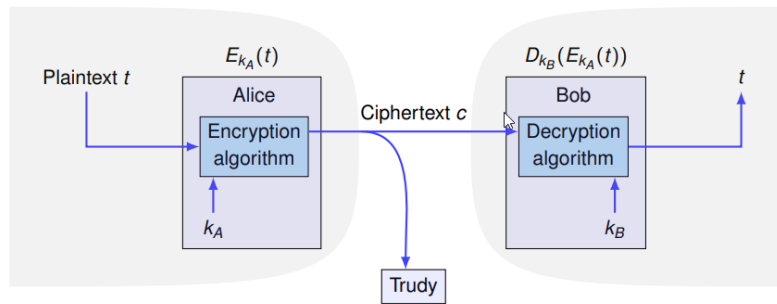 E_{k_A}(t)
D_{k_B}(E_{k_A}(t))
Plaintext t
t
Alice
Ciphertext c
Bob
Encryption
algorithm
Decryption
algorithm
k_A
k_B
Trudy